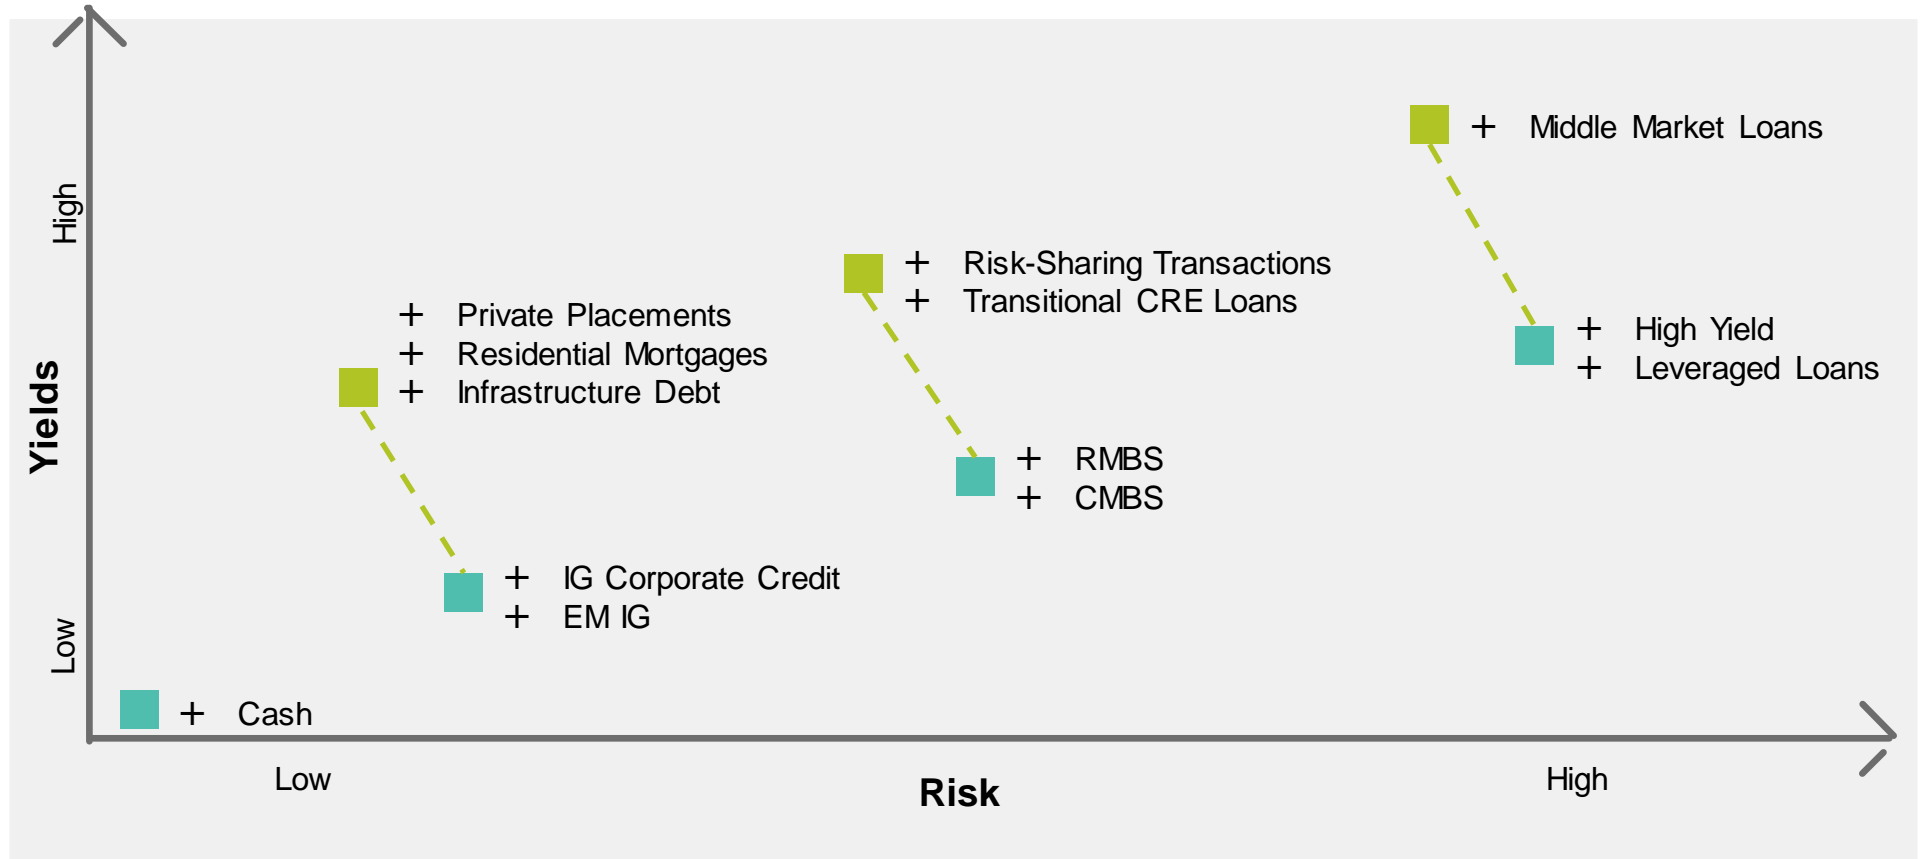 + Middle Market Loans
High
+ Risk-Sharing Transactions
+ Transitional CRE Loans
+ Private Placements
+ Residential Mortgages
+ Infrastructure Debt
+ High Yield
+ Leveraged Loans
Yields
+ RMBS
+ CMBS
+ IG Corporate Credit
+ EM IG
Low
+ Cash
Low
Risk
High